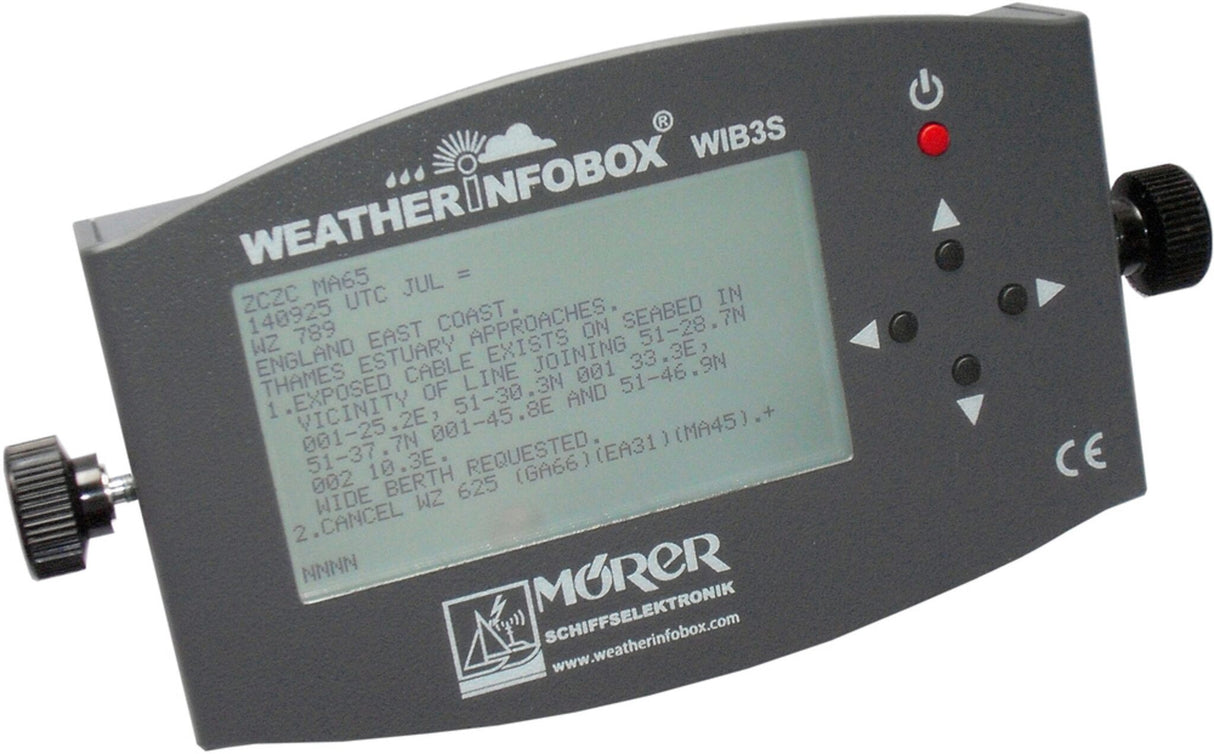 WEATHER iNFOBOX® WIB3S
ZCZC MA65
140925 UTC JUL =
WZ 789
ENGLAND EAST COAST.
THAMES ESTUARY APPROACHES.
1.EXPOSED CABLE EXISTS ON SEABED IN
VICINITY OF LINE JOINING 51-28.7N
001-25.2E, 51-30.3N 001 33.3E,
51-37.7N 001-45.8E AND 51-46.9N
002 10.3E.
WIDE BERTH REQUESTED.
2.CANCEL WZ 625 (GA66)(EA31)(MA45).+
NNNN
CE
MÖRER
SCHIFFSELEKTRONIK
www.weatherinfobox.com